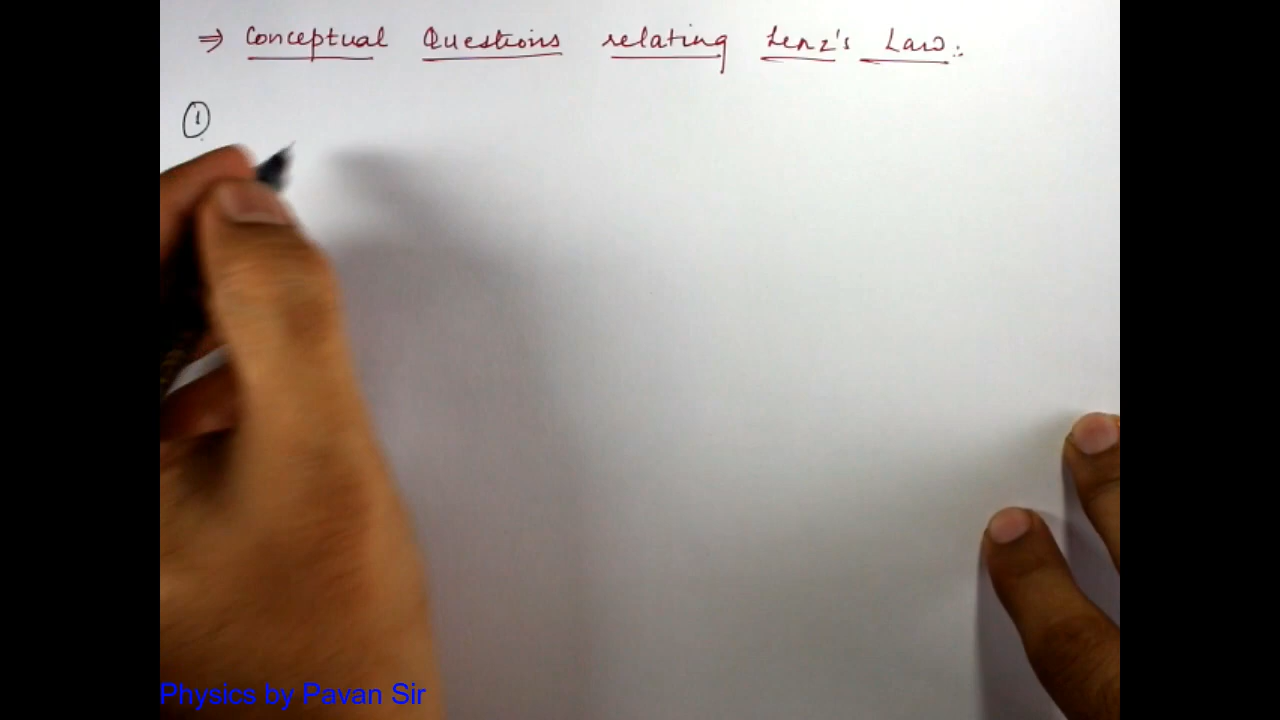 ⇒ Conceptual Questions relating Lenz's Law:
①
Physics by Pavan Sir